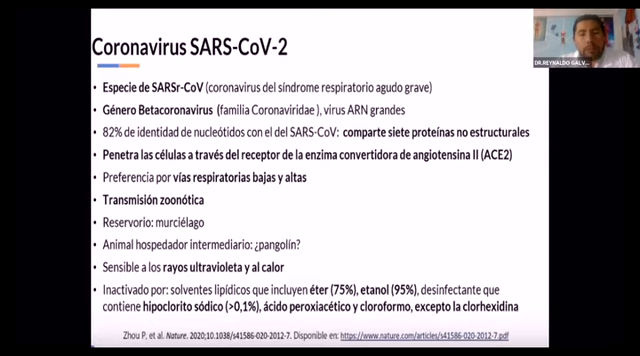 Coronavirus SARS-CoV-2
DR.REYNALDO GALV...
• Especie de SARSr-CoV (coronavirus del síndrome respiratorio agudo grave)
• Género Betacoronavirus (familia Coronaviridae), virus ARN grandes
• 82% de identidad de nucleótidos con el del SARS-CoV: comparte siete proteínas no estructurales
• Penetra las células a través del receptor de la enzima convertidora de angiotensina II (ACE2)
• Preferencia por vías respiratorias bajas y altas
• Transmisión zoonótica
• Reservorio: murciélago
• Animal hospedador intermediario: ¿pangolín?
• Sensible a los rayos ultravioleta y al calor
• Inactivado por: solventes lipídicos que incluyen éter (75%), etanol (95%), desinfectante que
contiene hipoclorito sódico (>0,1%), ácido peroxiacético y cloroformo, excepto la clorhexidina
Zhou P, et al. Nature. 2020;10.1038/s41586-020-2012-7. Disponible en: https://www.nature.com/articles/s41586-020-2012-7.pdf